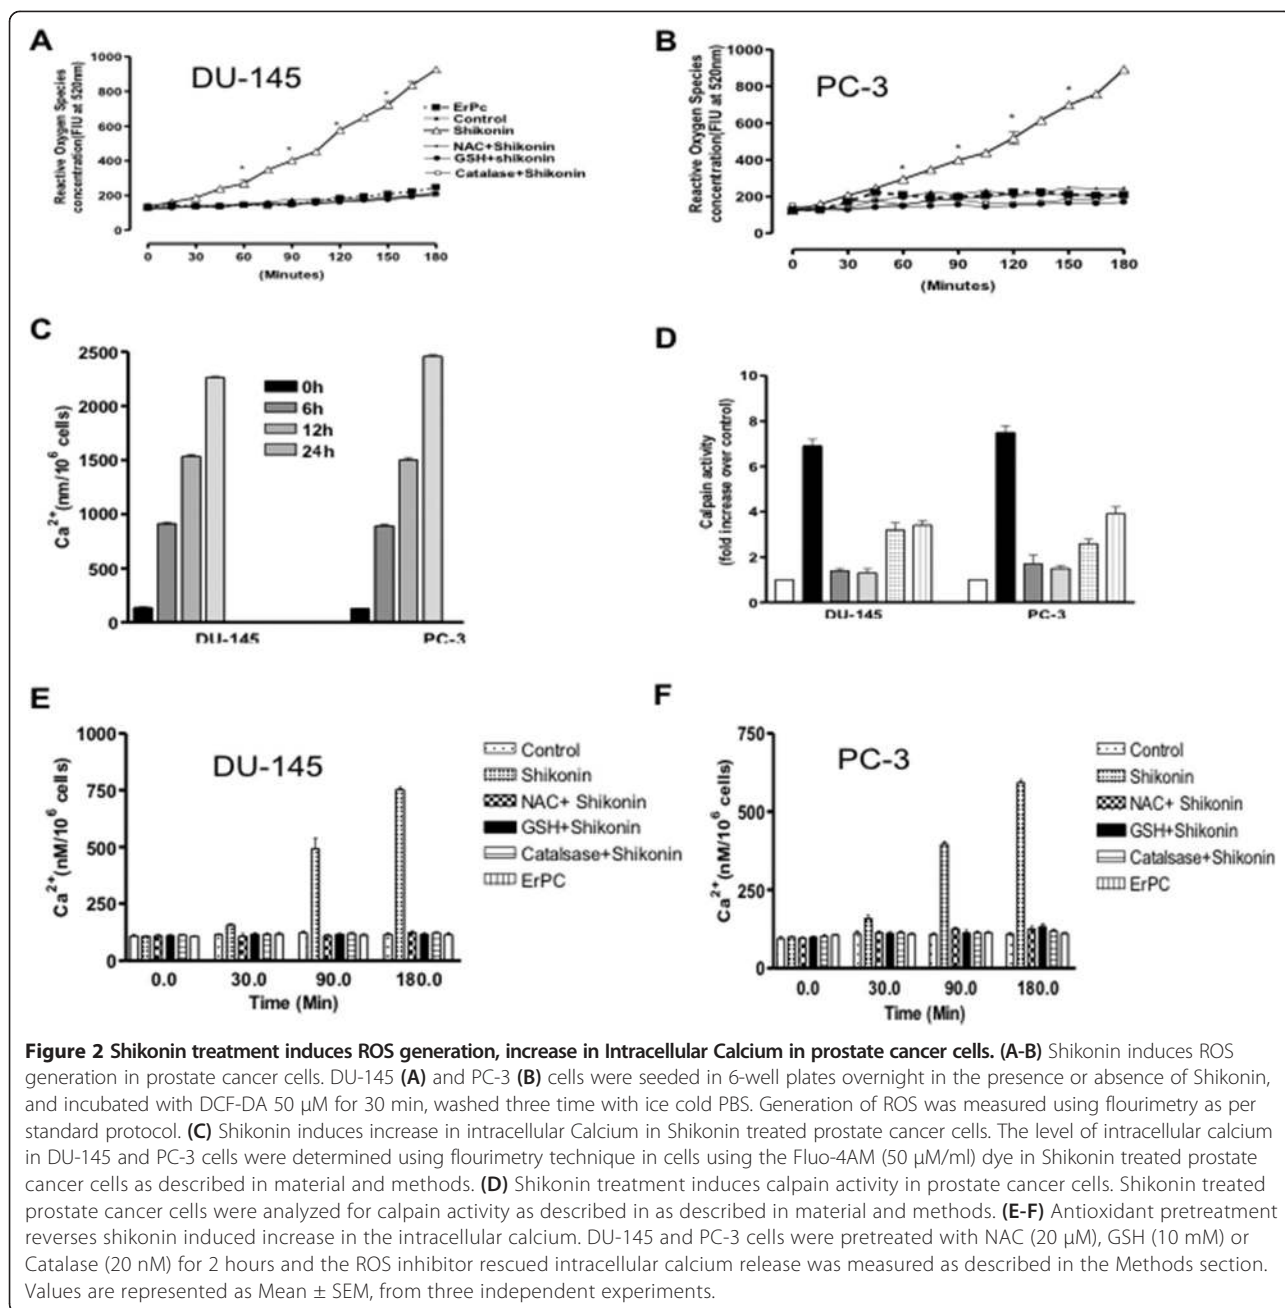 A
DU-145
Reactive Oxygen Species
concentration(FIU at 520nm)
1000
800
600
400
200
0
* * * *
ErPc
Control
Shikonin
NAC+Shikonin
GSH+shikonin
Catalase+Shikonin
0 30 60 90 120 150 180
(Minutes)
B
PC-3
Reactive Oxygen Species
concentration(FIU at 520nm)
1000
800
600
400
200
0
* * * *
0 30 60 90 120 150 180
(Minutes)
C
Ca2+(nm/106 cells)
2500
2000
1500
1000
500
0
0h
6h
12h
24h
DU-145 PC-3
D
Calpain activity
(fold increase over control)
10
8
6
4
2
0
DU-145 PC-3
E
DU-145
Ca2+(nM/106 cells)
1000
750
500
250
0
Control
Shikonin
NAC+ Shikonin
GSH+Shikonin
Catalsase+Shikonin
ErPC
0.0 30.0 90.0 180.0
Time (Min)
F
PC-3
Ca2+(nM/106 cells)
750
500
250
0
Control
Shikonin
NAC+ Shikonin
GSH+Shikonin
Catalsase+Shikonin
ErPC
0.0 30.0 90.0 180.0
Time (Min)
Figure 2 Shikonin treatment induces ROS generation, increase in Intracellular Calcium in prostate cancer cells. (A-B) Shikonin induces ROS
generation in prostate cancer cells. DU-145 (A) and PC-3 (B) cells were seeded in 6-well plates overnight in the presence or absence of Shikonin,
and incubated with DCF-DA 50 μM for 30 min, washed three time with ice cold PBS. Generation of ROS was measured using flourimetry as per
standard protocol. (C) Shikonin induces increase in intracellular Calcium in Shikonin treated prostate cancer cells. The level of intracellular calcium
in DU-145 and PC-3 cells were determined using flourimetry technique in cells using the Fluo-4AM (50 μM/ml) dye in Shikonin treated prostate
cancer cells as described in material and methods. (D) Shikonin treatment induces calpain activity in prostate cancer cells. Shikonin treated
prostate cancer cells were analyzed for calpain activity as described in as described in material and methods. (E-F) Antioxidant pretreatment
reverses shikonin induced increase in the intracellular calcium. DU-145 and PC-3 cells were pretreated with NAC (20 μM), GSH (10 mM) or
Catalase (20 nM) for 2 hours and the ROS inhibitor rescued intracellular calcium release was measured as described in the Methods section.
Values are represented as Mean ± SEM, from three independent experiments.